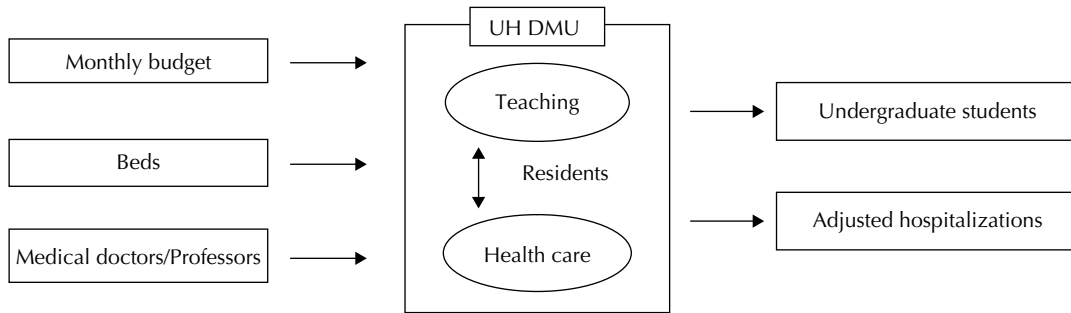 UH DMU
Monthly budget
Teaching
Undergraduate students
Beds
Residents
Adjusted hospitalizations
Medical doctors/Professors
Health care